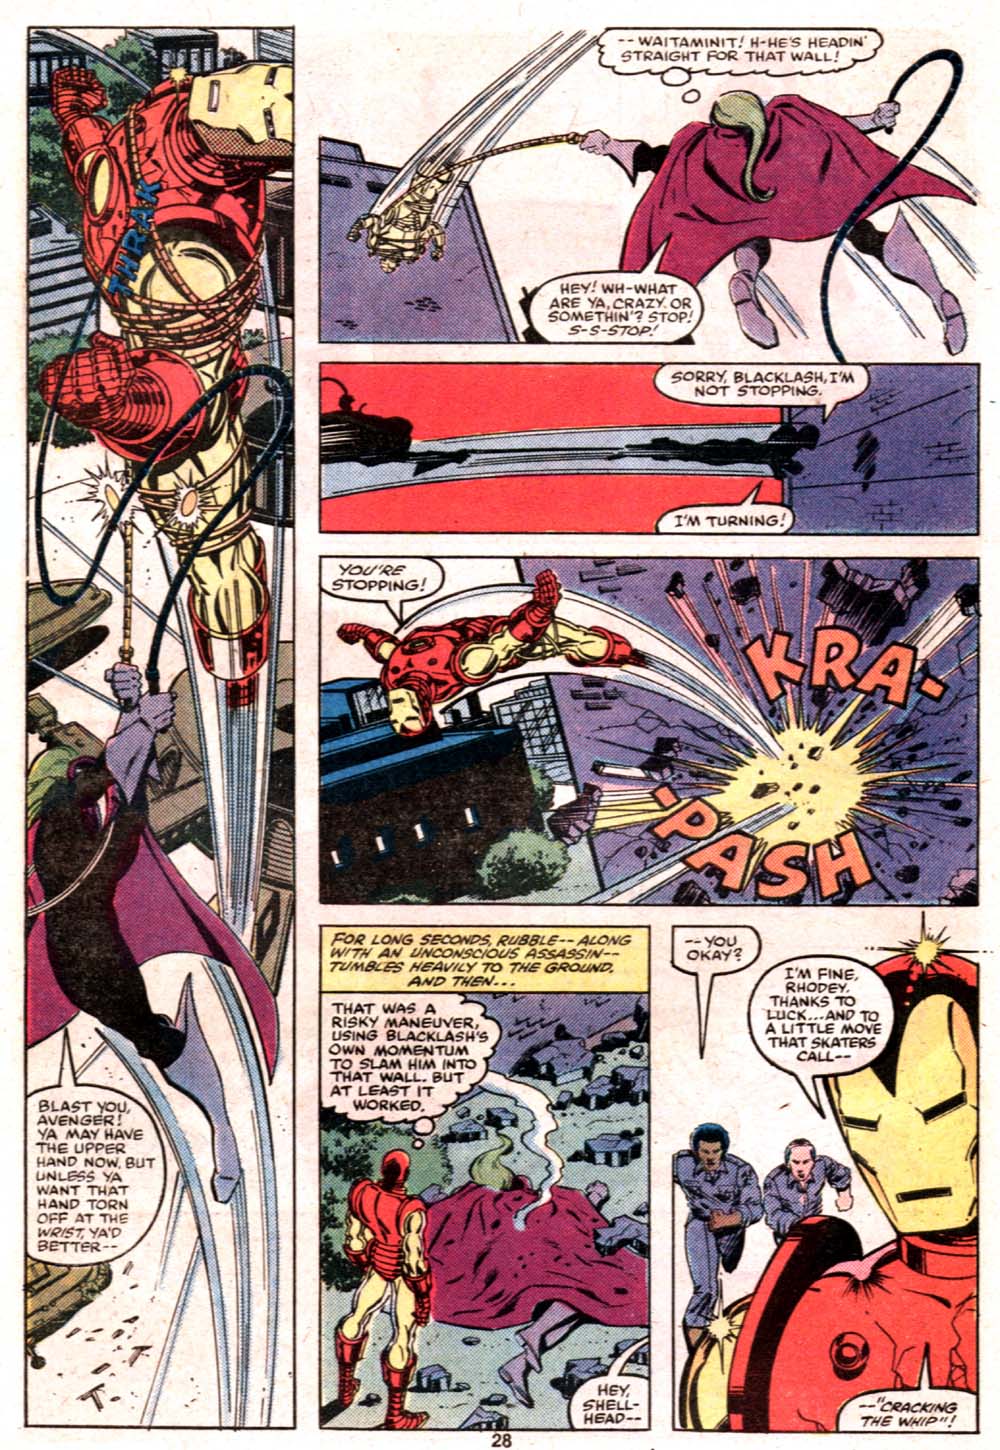 THRAK
BLAST YOU,
AVENGER!
YA MAY HAVE
THE UPPER
HAND NOW, BUT
UNLESS YA
WANT THAT
HAND TORN
OFF AT THE
WRIST, YA'D
BETTER--
--WAITAMINIT! H-HE'S HEADIN'
STRAIGHT FOR THAT WALL!
HEY! WH-WHAT
ARE YA, CRAZY OR
SOMETHIN'? STOP!
S-S-STOP!
SORRY, BLACKLASH, I'M
NOT STOPPING.
I'M TURNING!
YOU'RE
STOPPING!
KRA-
-PASH
FOR LONG SECONDS, RUBBLE--ALONG
WITH AN UNCONSCIOUS ASSASSIN--
TUMBLES HEAVILY TO THE GROUND.
AND THEN...
THAT WAS A
RISKY MANEUVER,
USING BLACKLASH'S
OWN MOMENTUM
TO SLAM HIM INTO
THAT WALL. BUT
AT LEAST IT
WORKED.
HEY,
SHELL-
HEAD--
--YOU
OKAY?
I'M FINE,
RHODEY.
THANKS TO
LUCK...AND TO
A LITTLE MOVE
THAT SKATERS
CALL--
--"CRACKING
THE WHIP"!
28